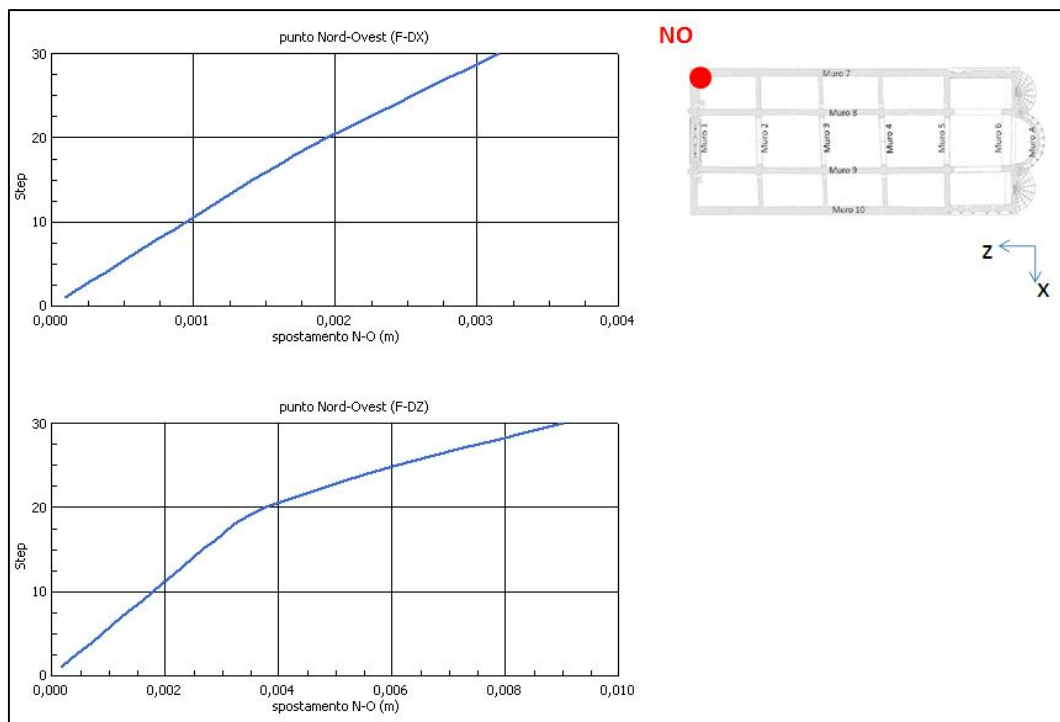 punto Nord-Ovest (F-DX)
30
20
10
0
Step
0,000
0,001
0,002
0,003
0,004
spostamento N-O (m)
NO
Muro 7
Muro 8
Muro 1
Muro 2
Muro 3
Muro 4
Muro 5
Muro 6
Muro A
Muro 9
Muro 10
Z
X
punto Nord-Ovest (F-DZ)
30
20
10
0
Step
0,000
0,002
0,004
0,006
0,008
0,010
spostamento N-O (m)